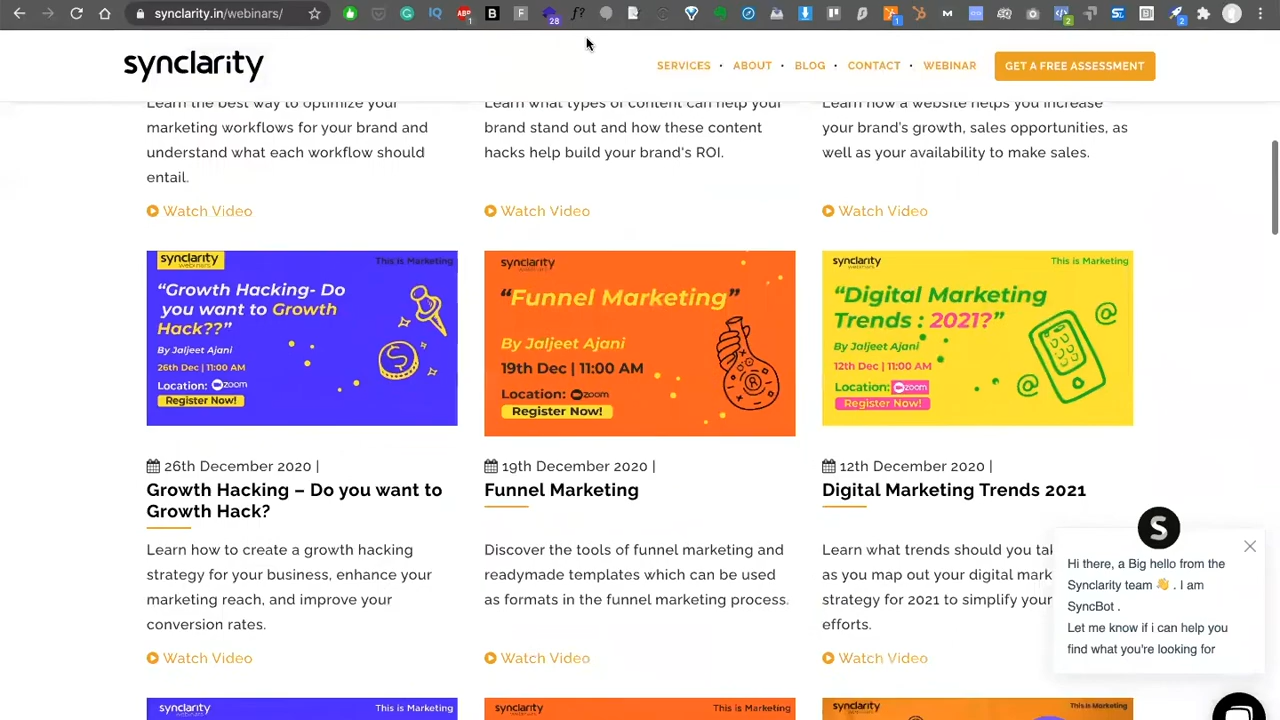 synclarity.in/webinars/
synclarity
SERVICES • ABOUT • BLOG • CONTACT • WEBINAR
GET A FREE ASSESSMENT
Learn the best way to optimize your
marketing workflows for your brand and
understand what each workflow should
entail.
Watch Video
Learn what types of content can help your
brand stand out and how these content
hacks help build your brand's ROI.
Watch Video
Learn how a website helps you increase
your brand's growth, sales opportunities, as
well as your availability to make sales.
Watch Video
synclarity
webinars
This is Marketing
“Growth Hacking- Do
you want to Growth
Hack??”
By Jaljeet Ajani
26th Dec | 11:00 AM
Location: zoom
Register Now!
synclarity
This is Marketing
“Funnel Marketing”
By Jaljeet Ajani
19th Dec | 11:00 AM
Location: zoom
Register Now!
synclarity
This is Marketing
“Digital Marketing
Trends : 2021?”
By Jaljeet Ajani
12th Dec | 11:00 AM
Location: zoom
Register Now!
26th December 2020 |
Growth Hacking – Do you want to
Growth Hack?
Learn how to create a growth hacking
strategy for your business, enhance your
marketing reach, and improve your
conversion rates.
Watch Video
19th December 2020 |
Funnel Marketing
Discover the tools of funnel marketing and
readymade templates which can be used
as formats in the funnel marketing process.
Watch Video
12th December 2020 |
Digital Marketing Trends 2021
Learn what trends should you tak
as you map out your digital mark
strategy for 2021 to simplify your
efforts.
Watch Video
S
Hi there, a Big hello from the
Synclarity team 👋 . I am
SyncBot .
Let me know if i can help you
find what you're looking for
synclarity
This is Marketing
synclarity
This is Marketing
synclarity
This is Marketing